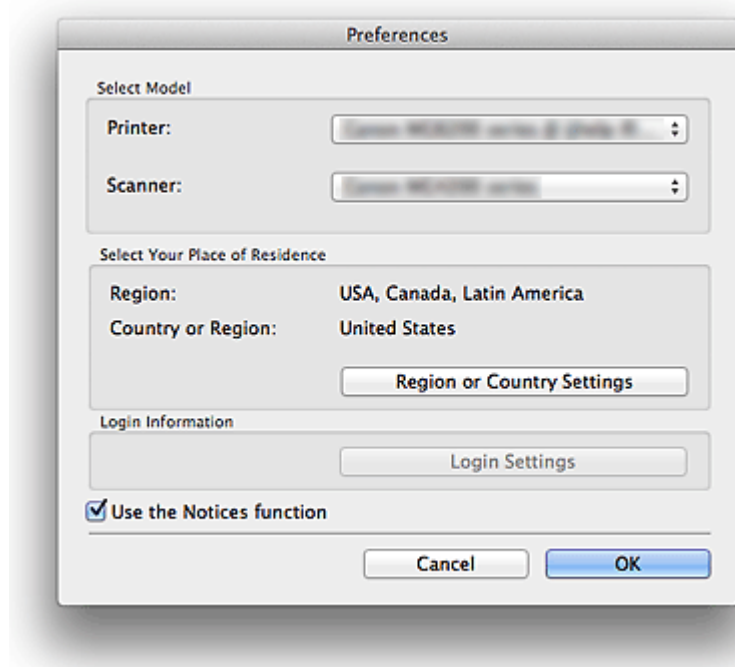 Preferences
Select Model
Printer:
Scanner:
Select Your Place of Residence
Region: USA, Canada, Latin America
Country or Region: United States
Region or Country Settings
Login Information
Login Settings
Use the Notices function
Cancel OK